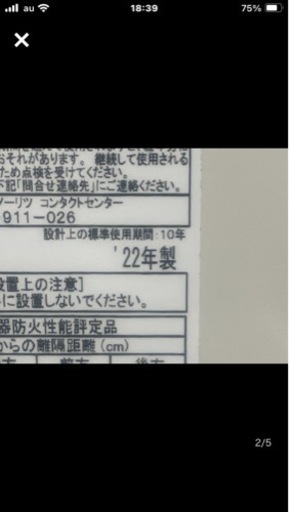 au
18:39
75%
おそれがあります。継続して使用される
ため点検を受けてください。
下記「問合せ連絡先」にご連絡ください。
ノーリツ コンタクトセンター
911-026
設計上の標準使用期間:10年
'22年製
設置上の注意]
に設置しないでください。
器防火性能評定品
からの離隔距離(cm)
2/5